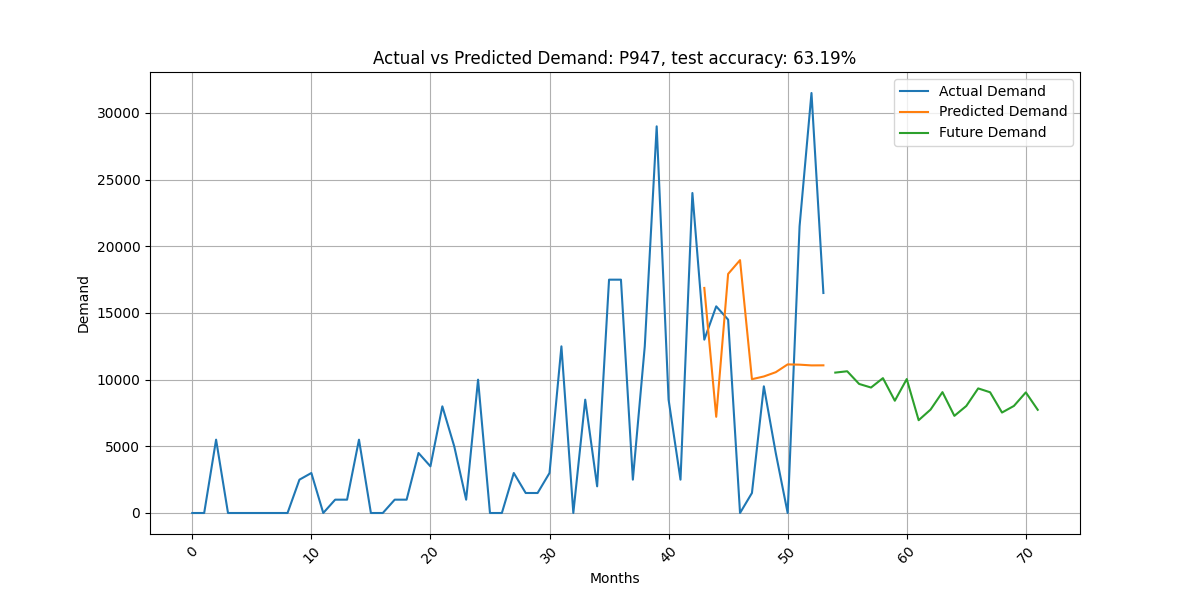 Actual vs Predicted Demand: P947, test accuracy: 63.19%
Actual Demand
Predicted Demand
Future Demand
30000
25000
20000
15000
10000
5000
0
Demand
0
10
20
30
40
50
60
70
Months